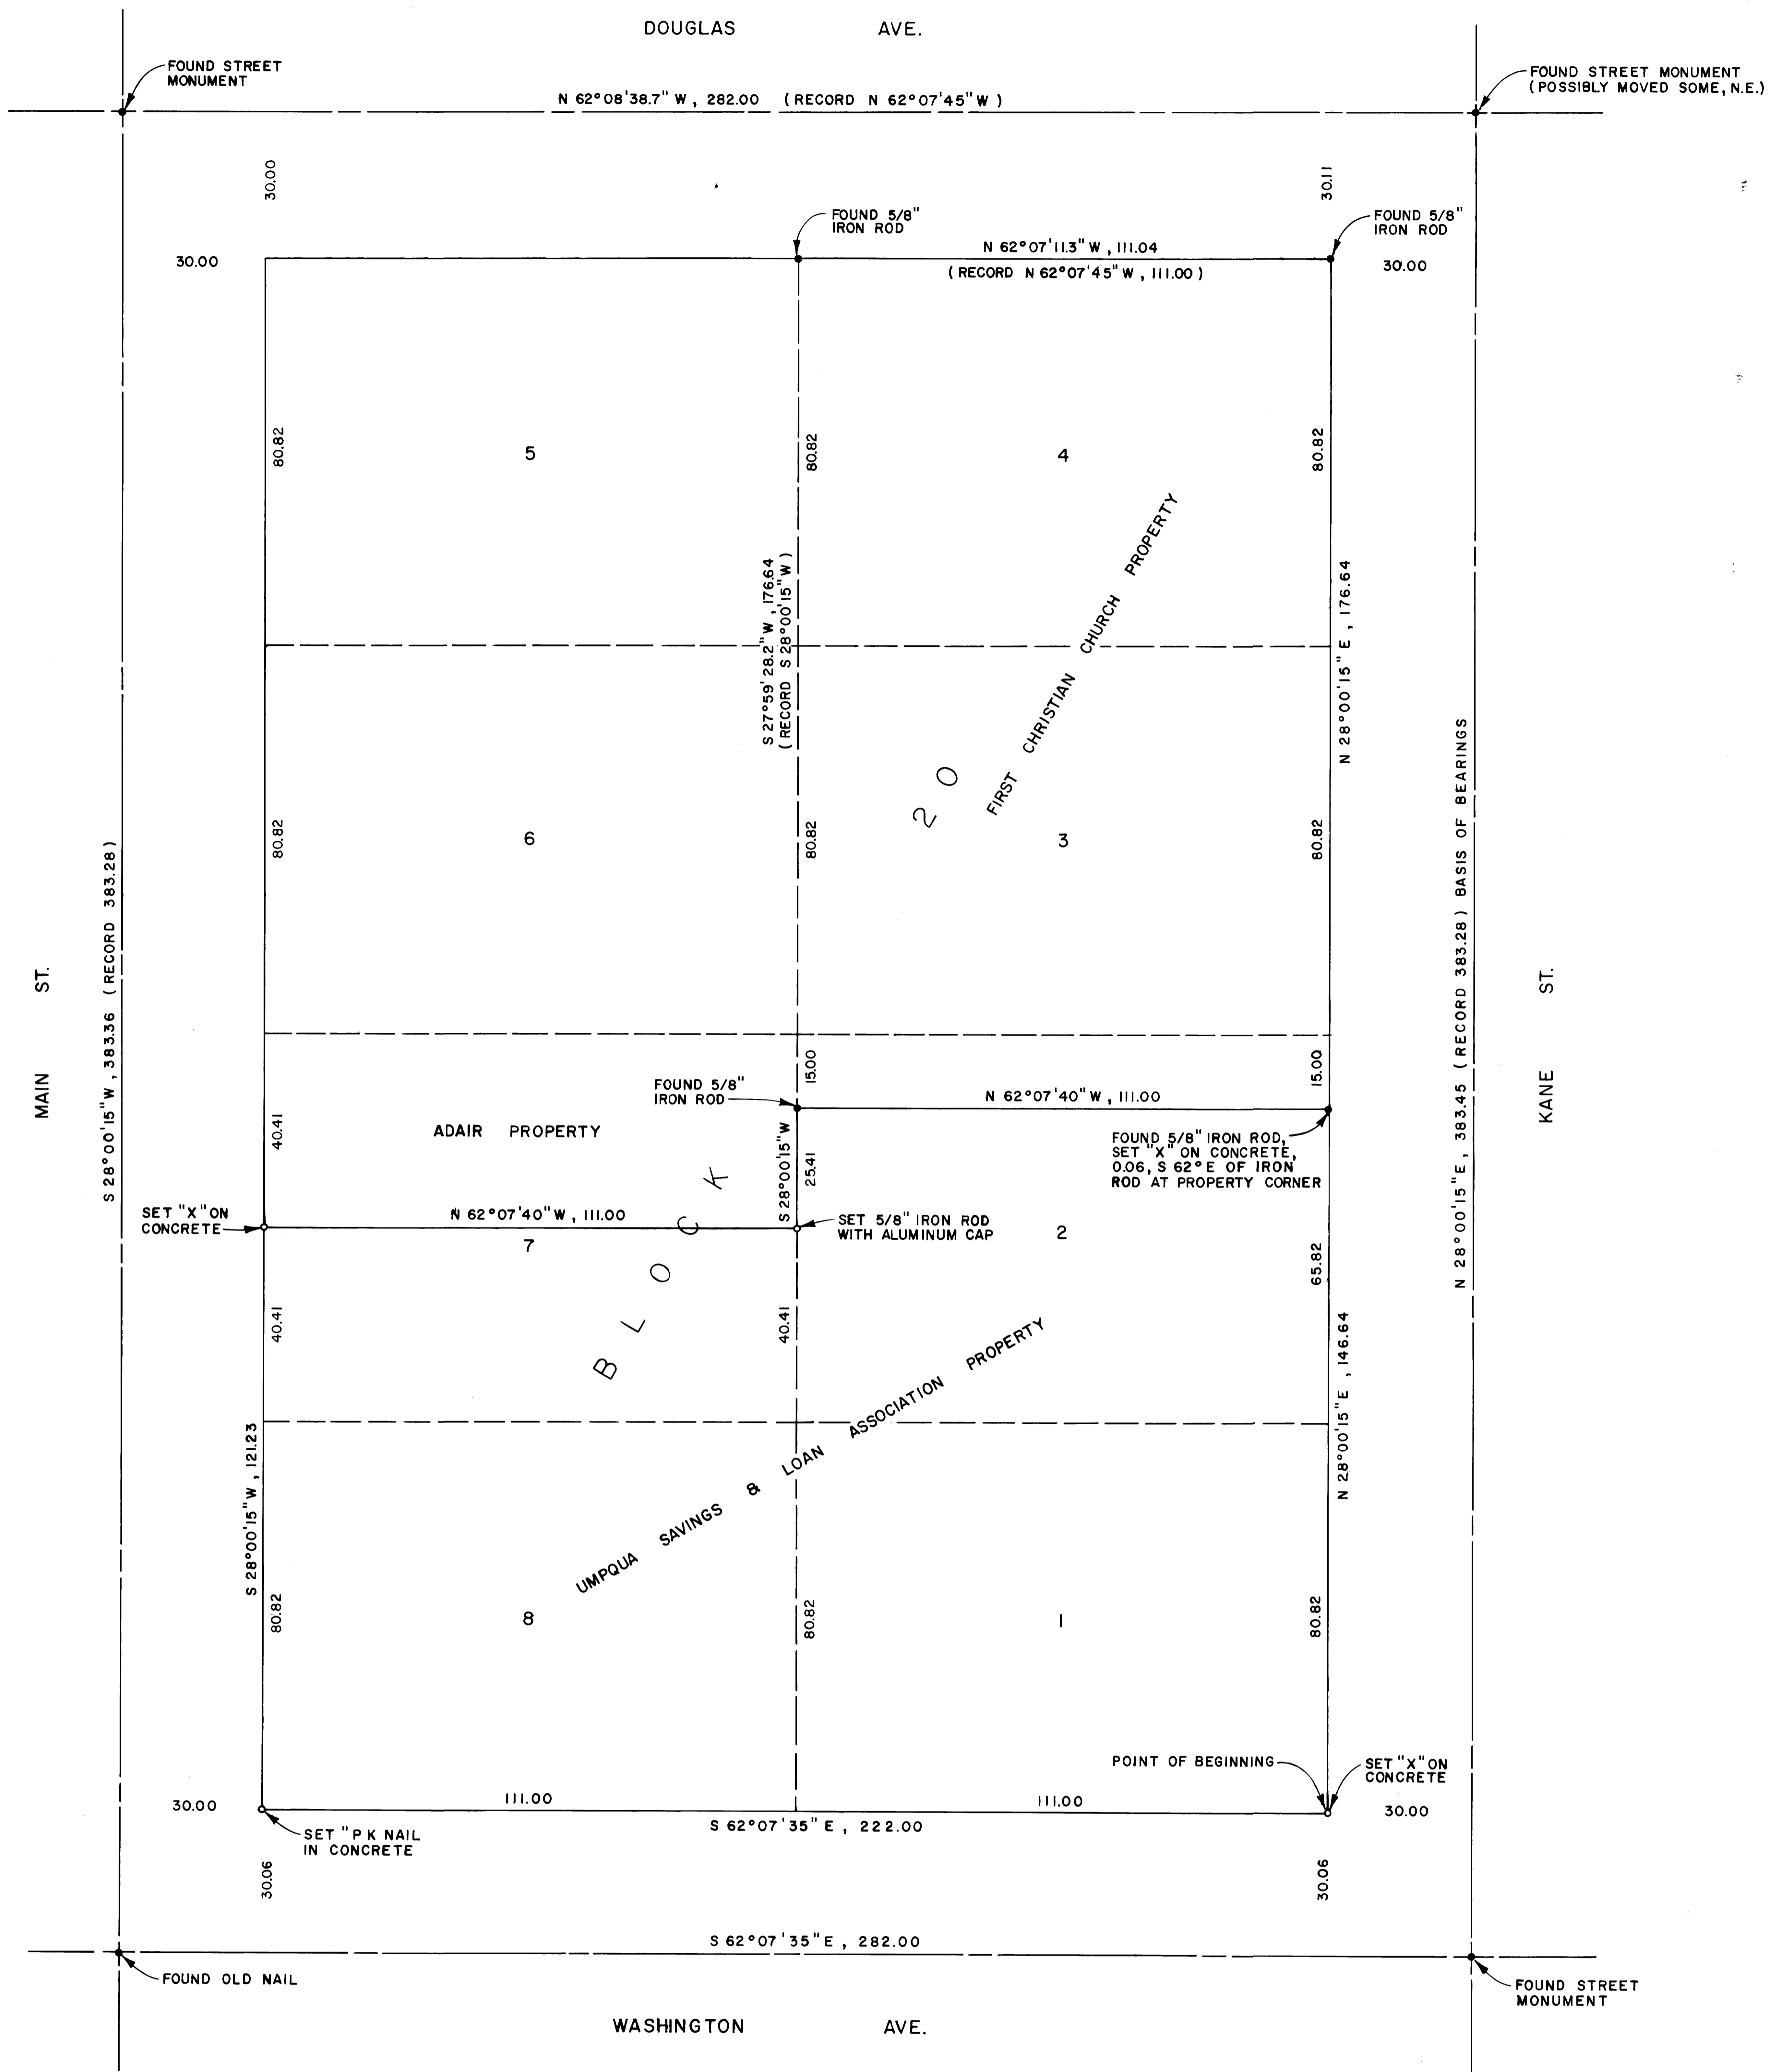 DOUGLAS AVE.
FOUND STREET
MONUMENT
N 62°08'38.7" W, 282.00 (RECORD N 62°07'45"W)
FOUND STREET MONUMENT
(POSSIBLY MOVED SOME, N.E.)
30.00
30.11
FOUND 5/8"
IRON ROD
FOUND 5/8"
IRON ROD
30.00
N 62°07'11.3"W, 111.04
(RECORD N 62°07'45"W, 111.00)
30.00
80.82
5
80.82
4
80.82
S 27°59'28.2"W, 176.64
(RECORD S 28°00'15"W)
FIRST CHRISTIAN CHURCH PROPERTY
N 28°00'15"E, 176.64
80.82
6
80.82
BLOCK 20
3
80.82
S 28°00'15"W, 383.36 (RECORD 383.28)
N 28°00'15"E, 383.45 (RECORD 383.28) BASIS OF BEARINGS
MAIN ST.
KANE ST.
15.00
15.00
FOUND 5/8"
IRON ROD
N 62°07'40"W, 111.00
40.41
ADAIR PROPERTY
S 28°00'15"W
25.41
FOUND 5/8" IRON ROD,
SET "X" ON CONCRETE,
0.06, S 62°E OF IRON
ROD AT PROPERTY CORNER
SET "X" ON
CONCRETE
N 62°07'40"W, 111.00
7
SET 5/8" IRON ROD
WITH ALUMINUM CAP
2
65.82
40.41
40.41
N 28°00'15"E, 146.64
S 28°00'15"W, 121.23
UMPQUA SAVINGS & LOAN ASSOCIATION PROPERTY
80.82
8
80.82
1
80.82
POINT OF BEGINNING
SET "X" ON
CONCRETE
30.00
111.00
111.00
30.00
S 62°07'35"E, 222.00
SET "P K NAIL
IN CONCRETE
30.06
30.06
S 62°07'35"E, 282.00
FOUND OLD NAIL
FOUND STREET
MONUMENT
WASHINGTON AVE.